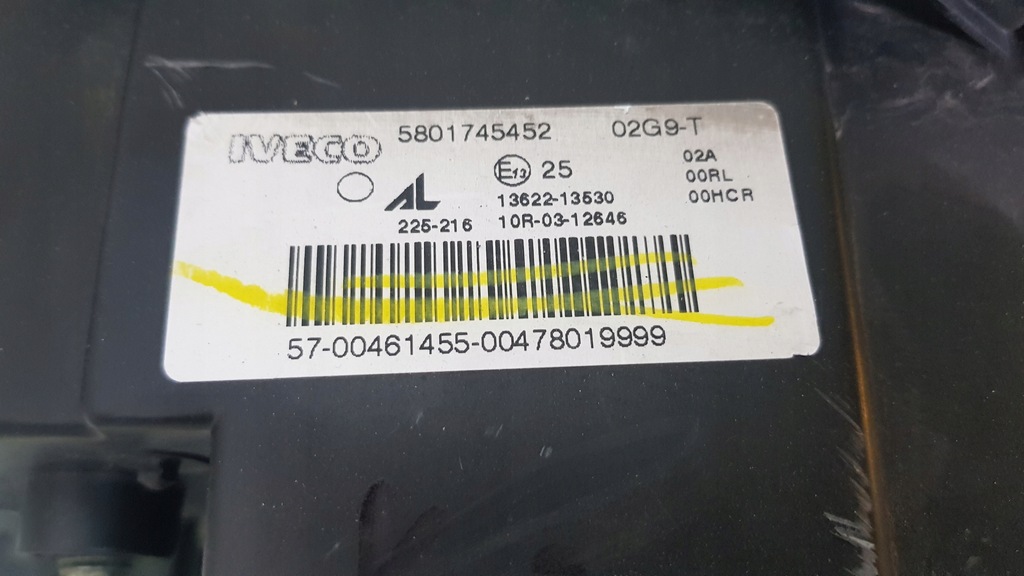 IVECO 5801745452 02G9-T
E13 25 02A
00RL
AL 13622-13530 00HCR
225-216 10R-03-12646
57-00461455-00478019999